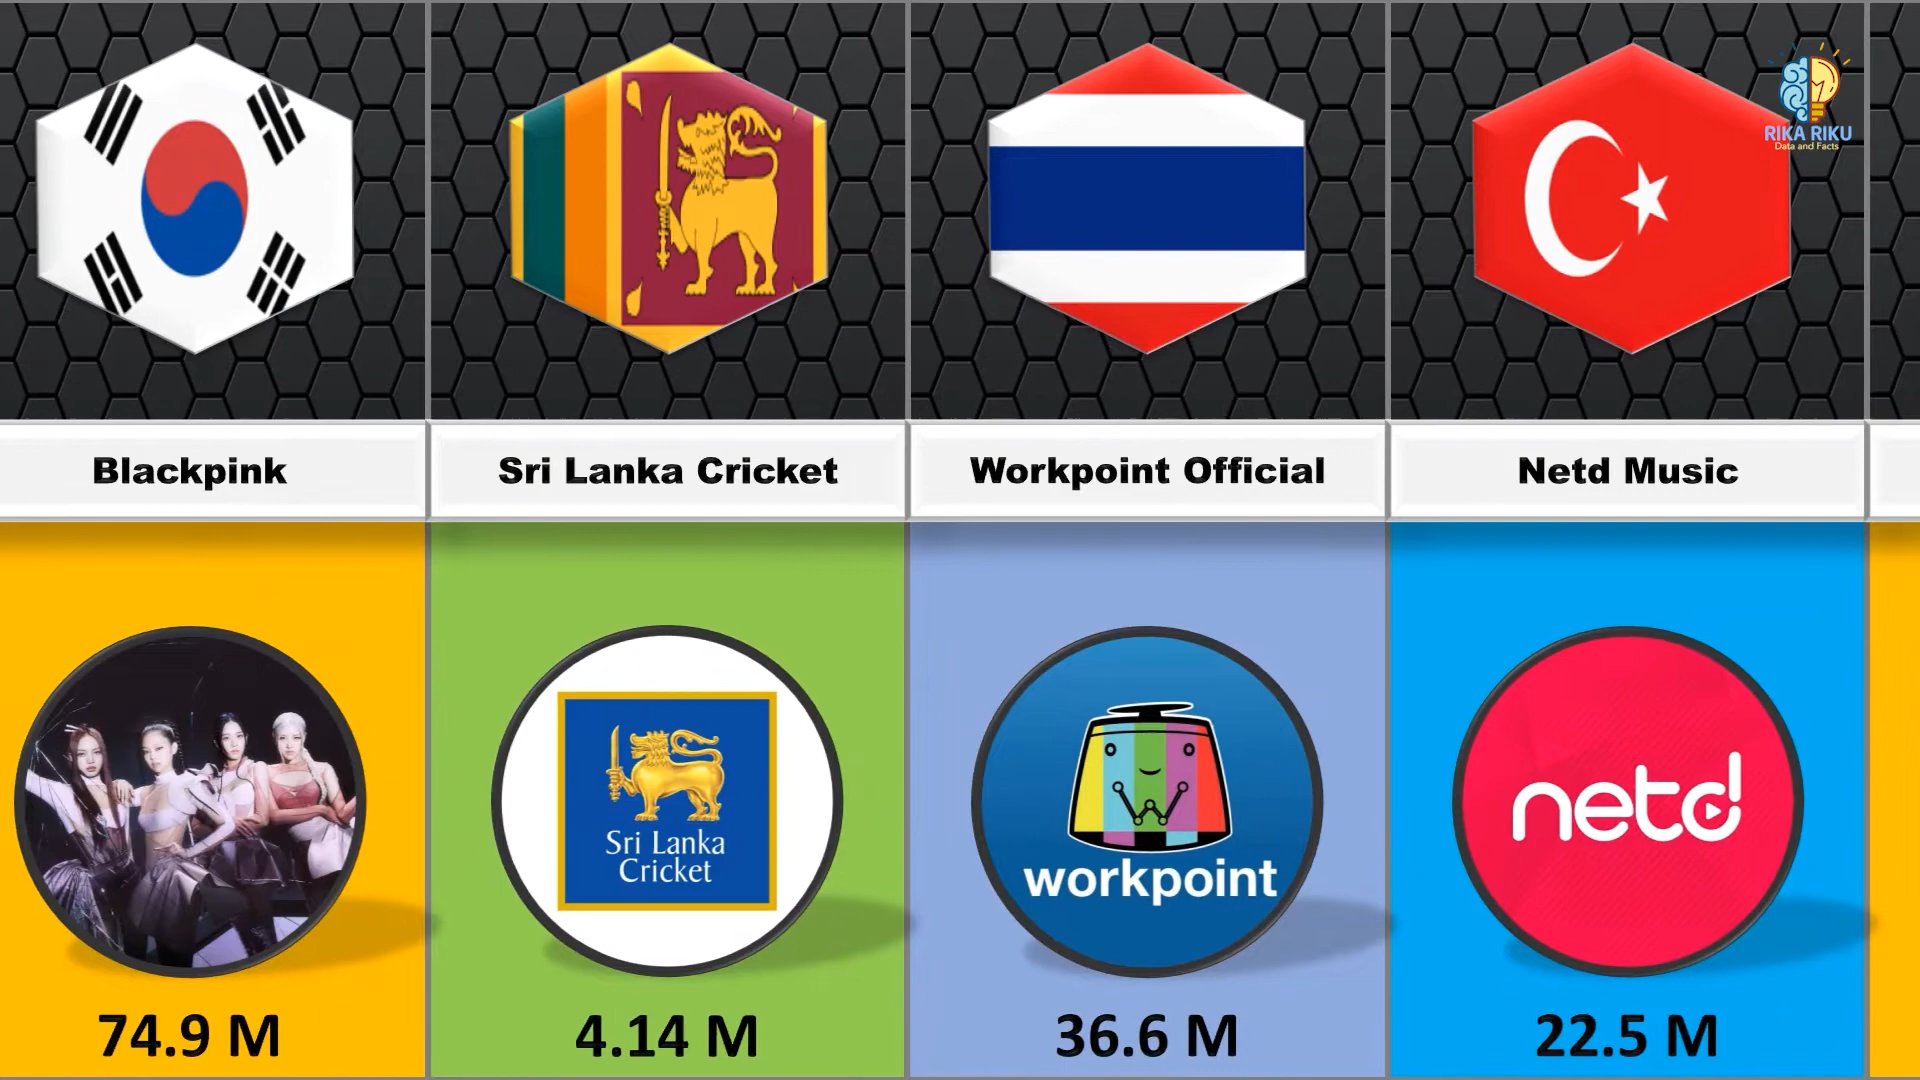 RIKA RIKU
Data and Facts
Blackpink
Sri Lanka Cricket
Workpoint Official
Netd Music
Sri Lanka
Cricket
workpoint
netd
74.9 M
4.14 M
36.6 M
22.5 M